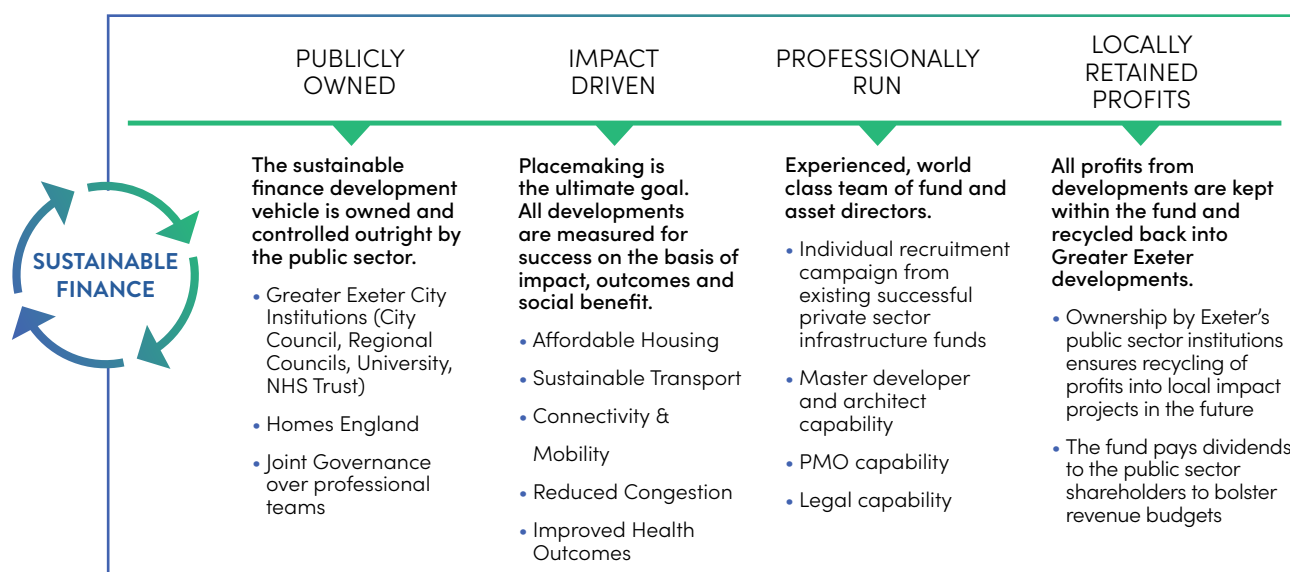 SUSTAINABLE
FINANCE
PUBLICLY
OWNED
The sustainable
finance development
vehicle is owned and
controlled outright by
the public sector.
• Greater Exeter City
Institutions (City
Council, Regional
Councils, University,
NHS Trust)
• Homes England
• Joint Governance
over professional
teams
IMPACT
DRIVEN
Placemaking is
the ultimate goal.
All developments
are measured for
success on the basis of
impact, outcomes and
social benefit.
• Affordable Housing
• Sustainable Transport
• Connectivity &
Mobility
• Reduced Congestion
• Improved Health
Outcomes
PROFESSIONALLY
RUN
Experienced, world
class team of fund and
asset directors.
• Individual recruitment
campaign from
existing successful
private sector
infrastructure funds
• Master developer
and architect
capability
• PMO capability
• Legal capability
LOCALLY
RETAINED
PROFITS
All profits from
developments are kept
within the fund and
recycled back into
Greater Exeter
developments.
• Ownership by Exeter's
public sector institutions
ensures recycling of
profits into local impact
projects in the future
• The fund pays dividends
to the public sector
shareholders to bolster
revenue budgets